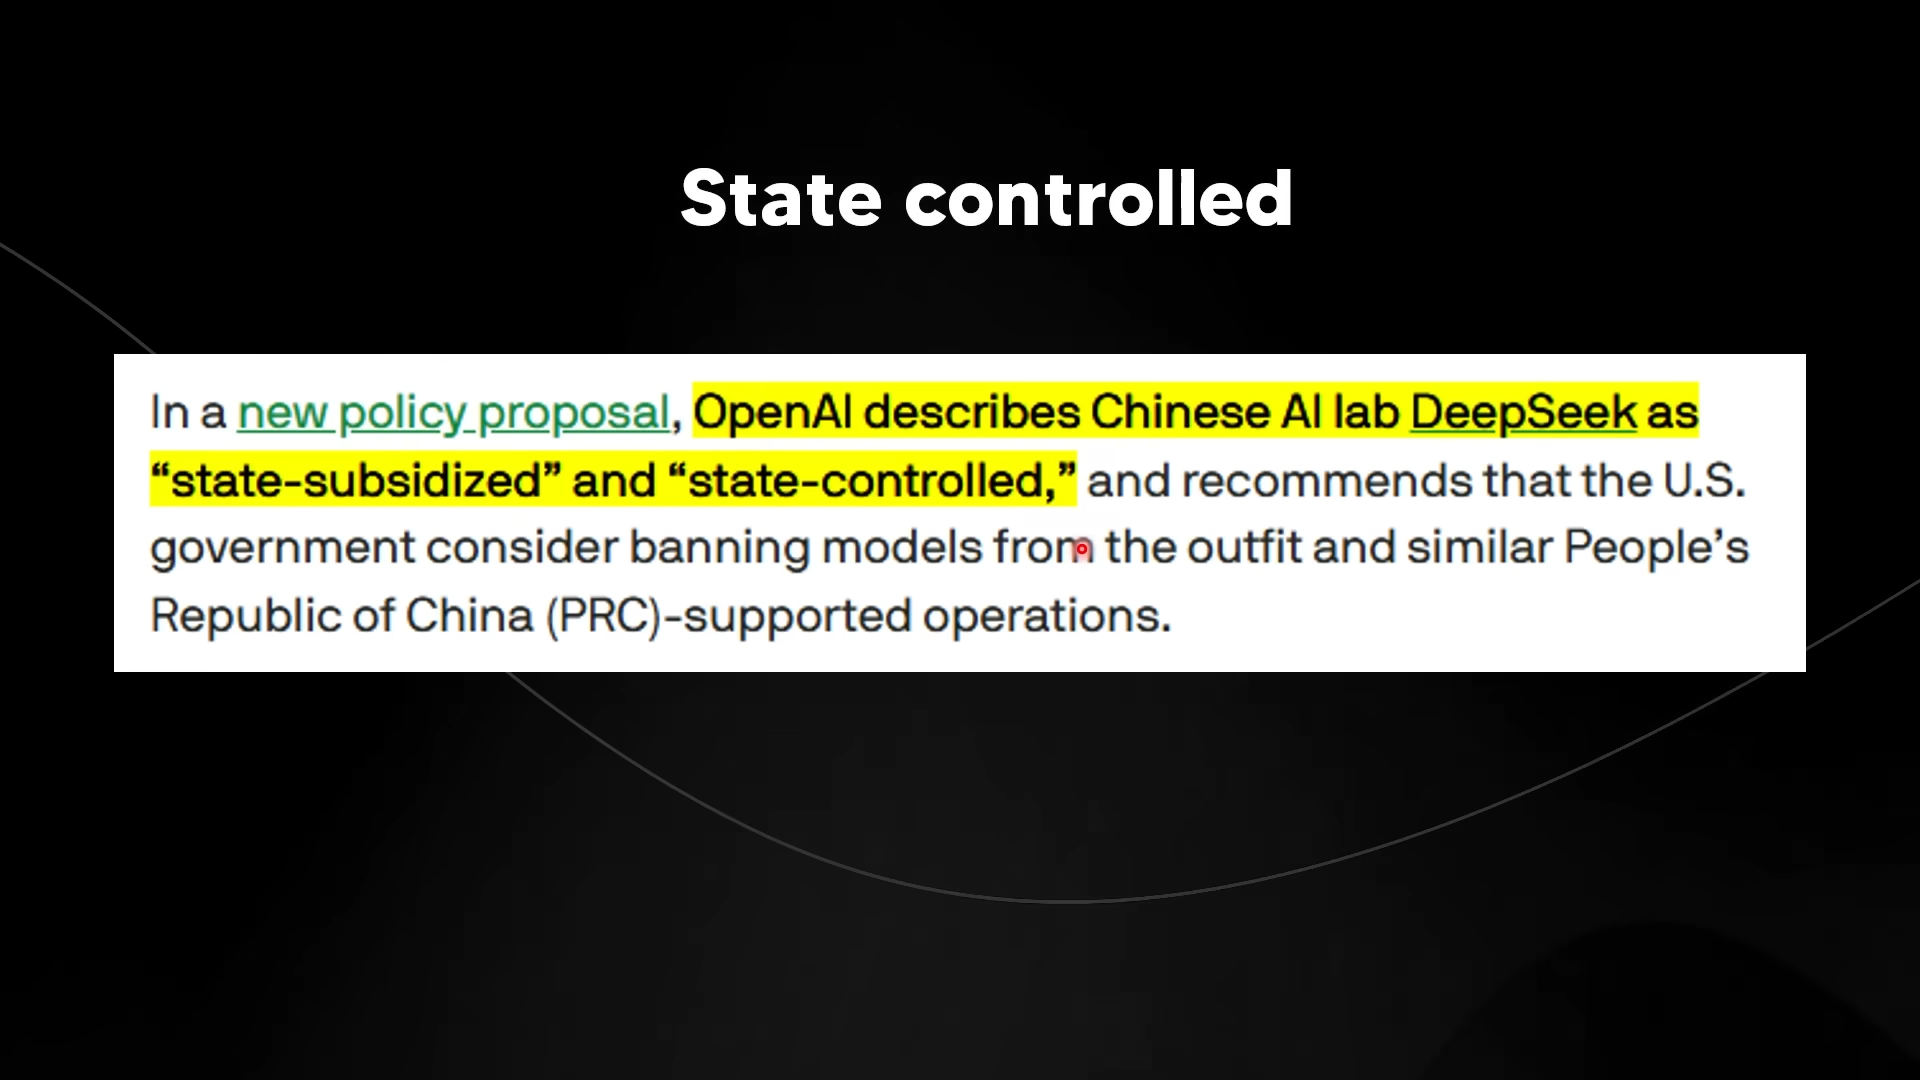 State controlled
In a new policy proposal, OpenAI describes Chinese AI lab DeepSeek as
“state-subsidized” and “state-controlled,” and recommends that the U.S.
government consider banning models from the outfit and similar People’s
Republic of China (PRC)-supported operations.